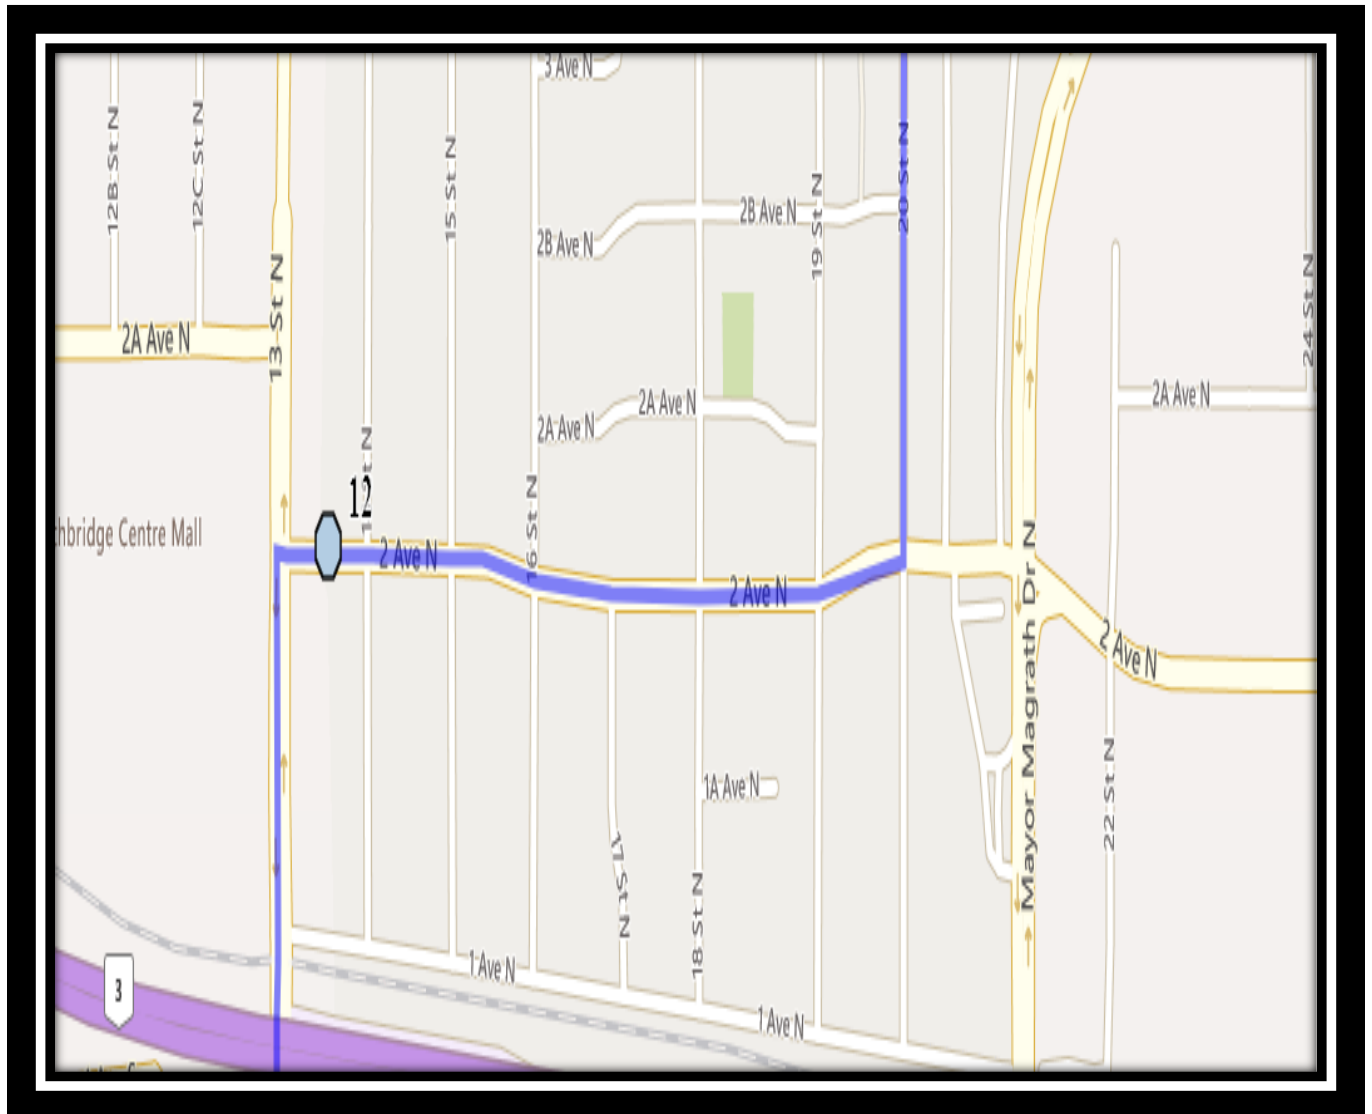 3 Ave N
12B St N
12C St N
15 St N
20 St N
2B Ave N
19 St N
2B Ave N
13 St N
24 St N
2A Ave N
2A Ave N
2A Ave N
2A Ave N
12
16 St N
chbridge Centre Mall
2 Ave N
2 Ave N
Mayor Magrath Dr N
2 Ave N
1A Ave N
22 St N
17 St N
18 St N
1 Ave N
3
1 Ave N